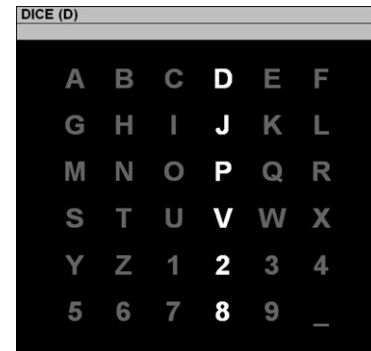 DICE (D)
A B C D E F
G H I J K L
M N O P Q R
S T U V W X
Y Z 1 2 3 4
5 6 7 8 9 _